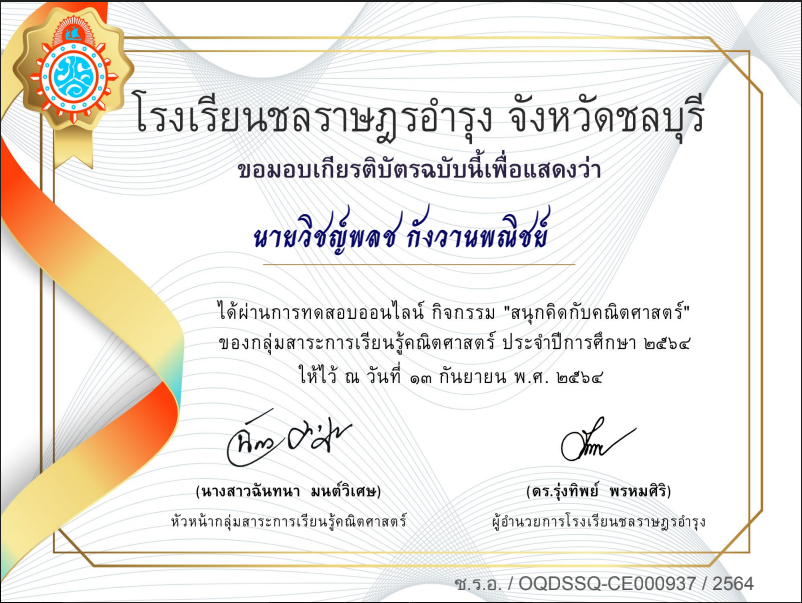 โรงเรียนชลราษฎรอำรุง จังหวัดชลบุรี
ขอมอบเกียรติบัตรฉบับนี้เพื่อแสดงว่า
นายวิชญ์พลช กังวานพณิชย์
ได้ผ่านการทดสอบออนไลน์ กิจกรรม "สนุกคิดกับคณิตศาสตร์"
ของกลุ่มสาระการเรียนรู้คณิตศาสตร์ ประจำปีการศึกษา ๒๕๖๔
ให้ไว้ ณ วันที่ ๑๓ กันยายน พ.ศ. ๒๕๖๔
(นางสาวฉันทนา มนต์วิเศษ)
(ดร.รุ่งทิพย์ พรหมศิริ)
หัวหน้ากลุ่มสาระการเรียนรู้คณิตศาสตร์
ผู้อำนวยการโรงเรียนชลราษฎรอำรุง
ช.ร.อ. / OQDSSQ-CE000937 / 2564